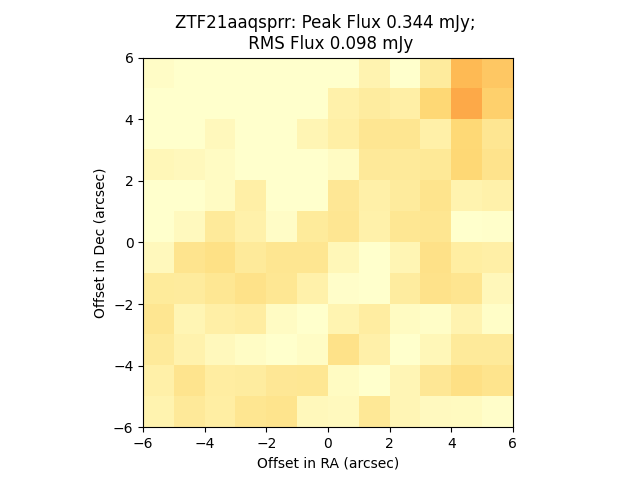 ZTF21aaqsprr: Peak Flux 0.344 mJy;
RMS Flux 0.098 mJy
6
4
2
0
−2
−4
−6
Offset in Dec (arcsec)
−6 −4 −2 0 2 4 6
Offset in RA (arcsec)